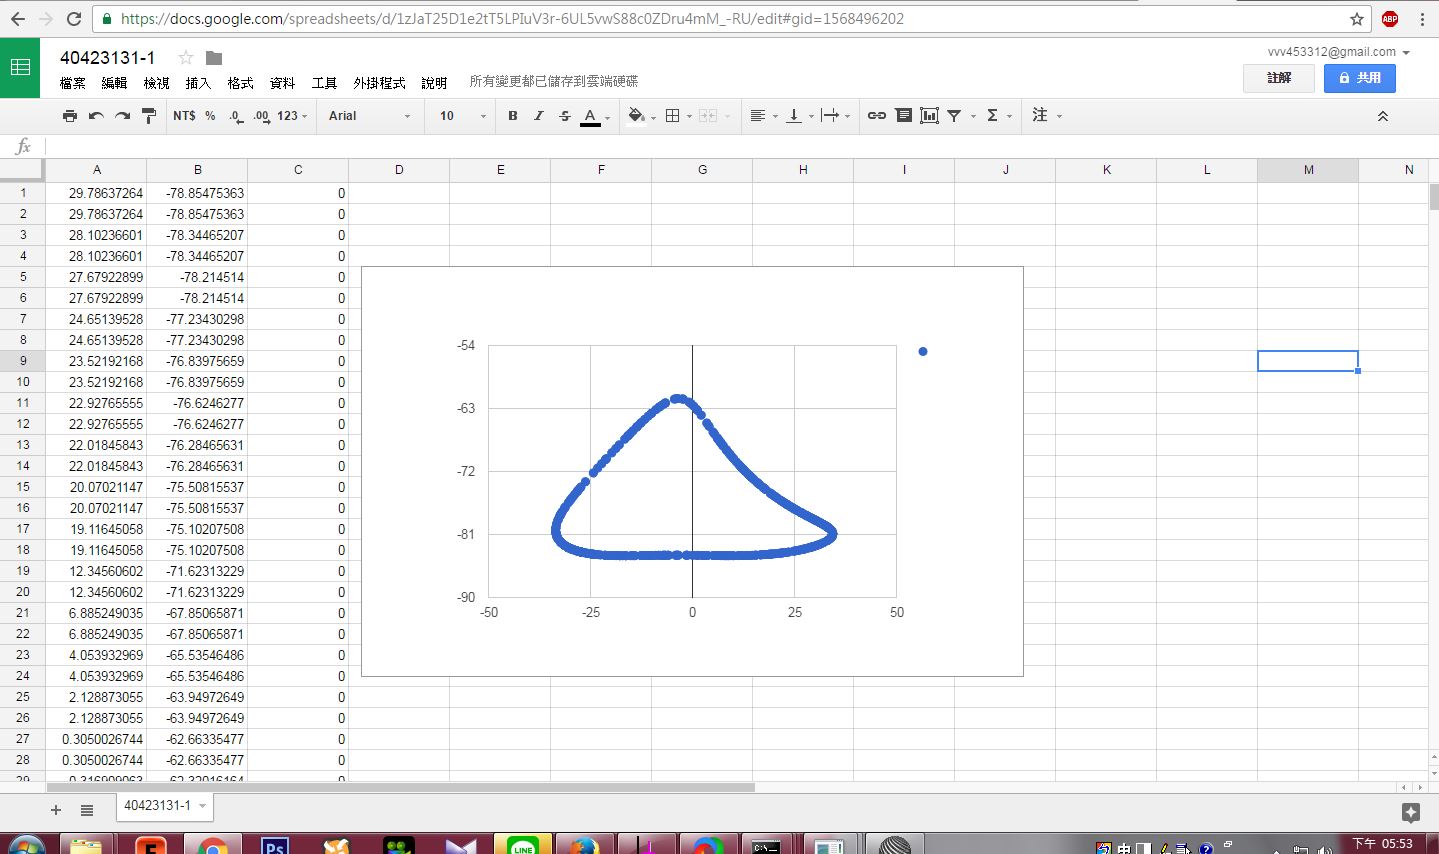 https://docs.google.com/spreadsheets/d/1zJaT25D1e2tT5LPIuV3r-6UL5vwS88c0ZDru4mM_-RU/edit#gid=1568496202
ABP
40423131-1
vvv453312@gmail.com
檔案 編輯 檢視 插入 格式 資料 工具 外掛程式 說明 所有變更都已儲存到雲端硬碟
註解 共用
NT$ % .0 .00 123 Arial 10 B I S A Σ 注
fx
A B C D E F G H I J K L M N
1 29.78637264 -78.85475363 0
2 29.78637264 -78.85475363 0
3 28.10236601 -78.34465207 0
4 28.10236601 -78.34465207 0
5 27.67922899 -78.214514 0
6 27.67922899 -78.214514 0
7 24.65139528 -77.23430298 0
8 24.65139528 -77.23430298 0
9 23.52192168 -76.83975659 0
10 23.52192168 -76.83975659 0
11 22.92765555 -76.6246277 0
12 22.92765555 -76.6246277 0
13 22.01845843 -76.28465631 0
14 22.01845843 -76.28465631 0
15 20.07021147 -75.50815537 0
16 20.07021147 -75.50815537 0
17 19.11645058 -75.10207508 0
18 19.11645058 -75.10207508 0
19 12.34560602 -71.62313229 0
20 12.34560602 -71.62313229 0
21 6.885249035 -67.85065871 0
22 6.885249035 -67.85065871 0
23 4.053932969 -65.53546486 0
24 4.053932969 -65.53546486 0
25 2.128873055 -63.94972649 0
26 2.128873055 -63.94972649 0
27 0.3050026744 -62.66335477 0
28 0.3050026744 -62.66335477 0
29 0.316909063 -62.32016164 0
-54
-63
-72
-81
-90
-50 -25 0 25 50
40423131-1
Ps
LINE
C:\
中
下午 05:53